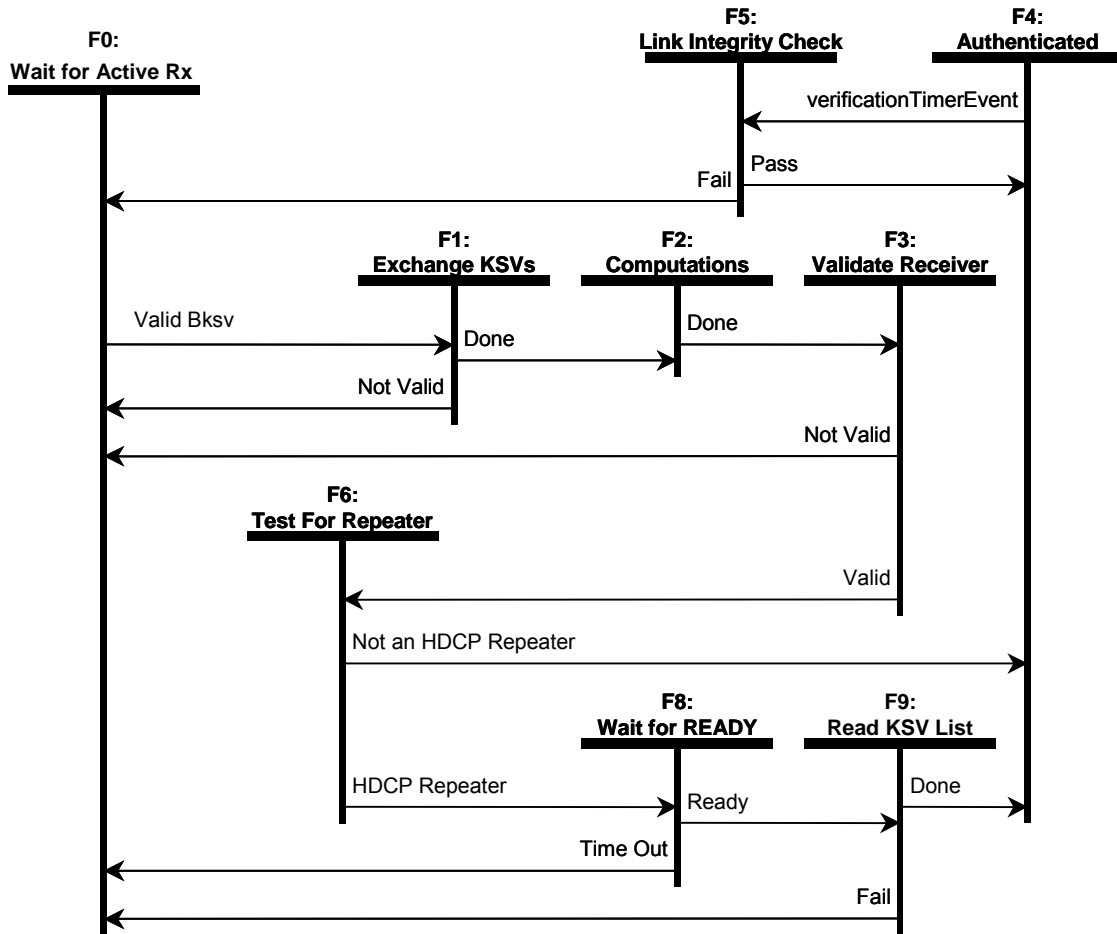 F0:
Wait for Active Rx
F5:
Link Integrity Check
F4:
Authenticated
verificationTimerEvent
Pass
Fail
F1:
Exchange KSVs
F2:
Computations
F3:
Validate Receiver
Valid Bksv
Done
Done
Not Valid
Not Valid
F6:
Test For Repeater
Valid
Not an HDCP Repeater
F8:
Wait for READY
F9:
Read KSV List
HDCP Repeater
Ready
Done
Time Out
Fail